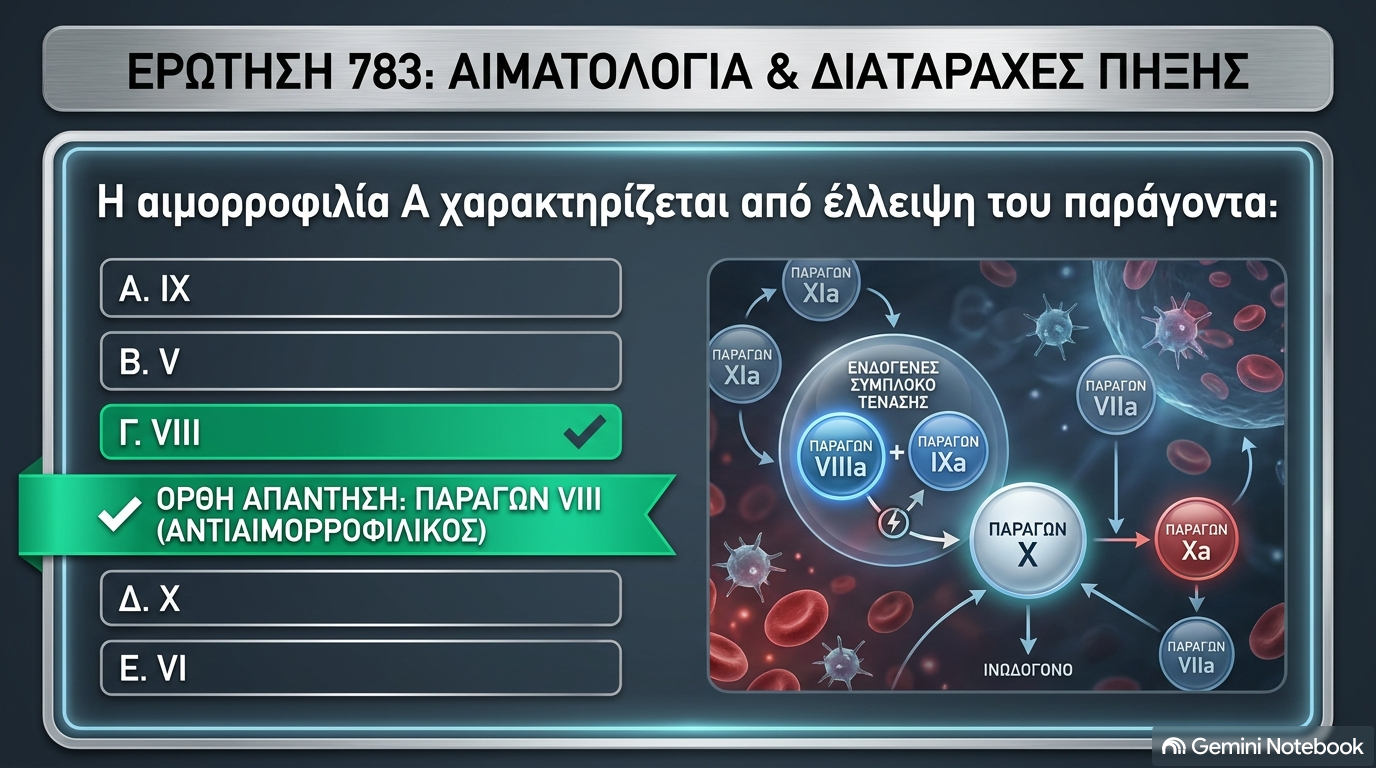 ΕΡΩΤΗΣΗ 783: ΑΙΜΑΤΟΛΟΓΙΑ & ΔΙΑΤΑΡΑΧΕΣ ΠΗΞΗΣ
Η αιμορροφιλία Α χαρακτηρίζεται από έλλειψη του παράγοντα:
Α. ΙΧ
Β. V
Γ. VIII
ΟΡΘΗ ΑΠΑΝΤΗΣΗ: ΠΑΡΑΓΩΝ VIII
(ΑΝΤΙΑΙΜΟΡΡΟΦΙΛΙΚΟΣ)
Δ. Χ
Ε. VI
ΠΑΡΑΓΩΝ
XIa
ΠΑΡΑΓΩΝ
XIa
ΕΝΔΟΓΕΝΕΣ
ΣΥΜΠΛΟΚΟ
ΤΕΝΑΣΗΣ
ΠΑΡΑΓΩΝ
VIIIa
+
ΠΑΡΑΓΩΝ
IXa
ΠΑΡΑΓΩΝ
VIIa
ΠΑΡΑΓΩΝ
X
ΠΑΡΑΓΩΝ
Xa
ΠΑΡΑΓΩΝ
VIIa
ΙΝΩΔΟΓΟΝΟ
Gemini Notebook